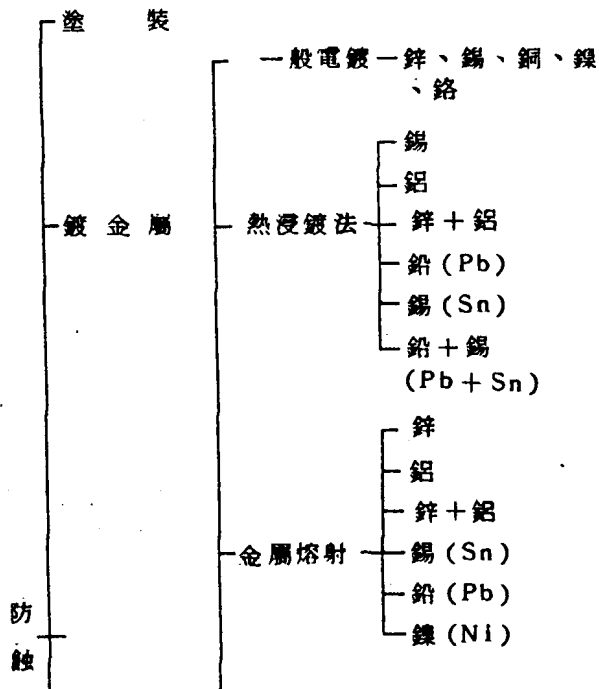 塗 裝
一般電鍍－鋅、錫、銅、鎳
、鉻
錫
鋁
鍍金屬
熱浸鍍法
鋅＋鋁
鉛(Pb)
錫(Sn)
鉛＋錫
(Pb＋Sn)
鋅
鋁
鋅＋鋁
金屬熔射
錫(Sn)
鉛(Pb)
鎳(Ni)
防
触